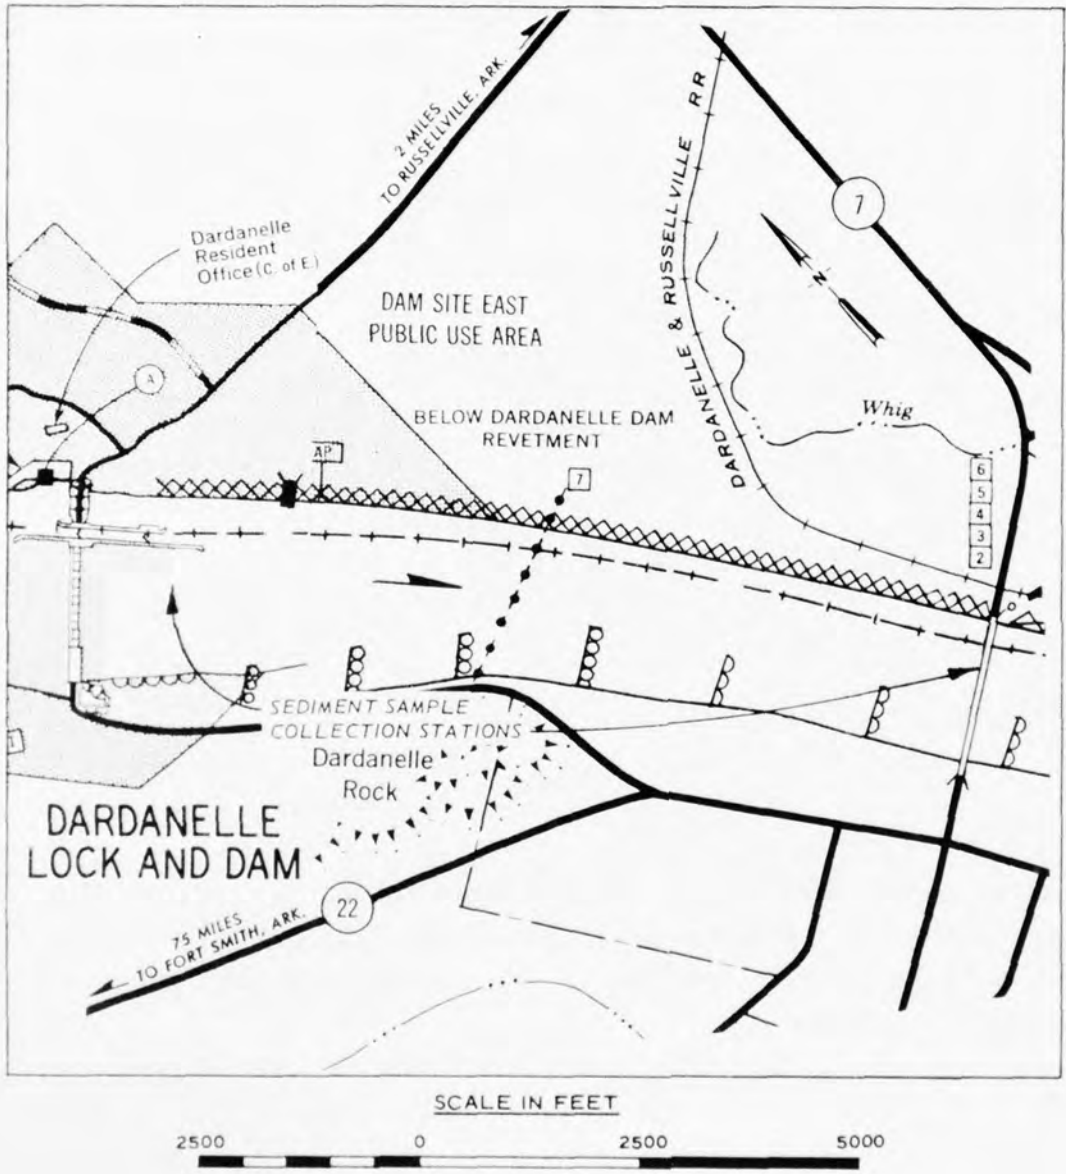 2 MILES
TO RUSSELLVILLE, ARK.
DARDANELLE & RUSSELLVILLE RR
7
N
Dardanelle
Resident
Office (C. of E.)
A
DAM SITE EAST
PUBLIC USE AREA
BELOW DARDANELLE DAM
REVETMENT
AP
7
Whig
6
5
4
3
2
SEDIMENT SAMPLE
COLLECTION STATIONS
Dardanelle
Rock
DARDANELLE
LOCK AND DAM
22
75 MILES
TO FORT SMITH, ARK.
SCALE IN FEET
2500 0 2500 5000